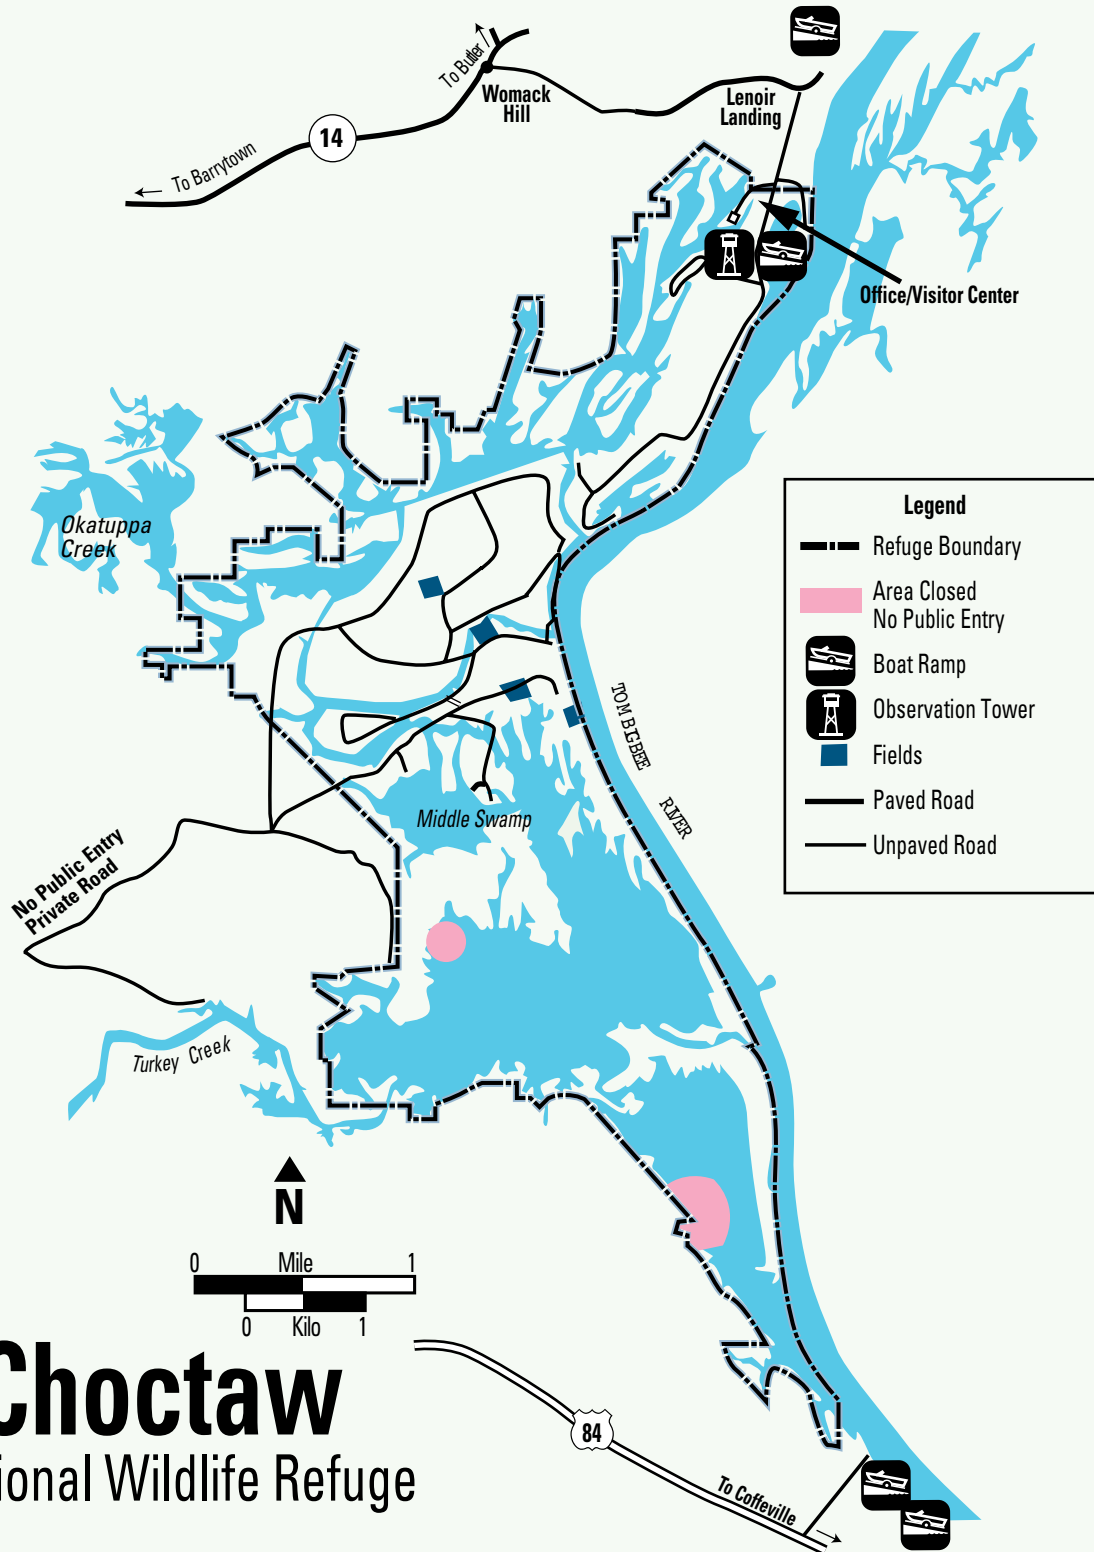 To Butler
Womack
Hill
Lenoir
Landing
14
To Barrytown
Office/Visitor Center
Okatuppa
Creek
Legend
Refuge Boundary
Area Closed
No Public Entry
Boat Ramp
Observation Tower
Fields
Paved Road
Unpaved Road
TOMBIGBEE
RIVER
Middle Swamp
No Public Entry
Private Road
Turkey Creek
N
0 Mile 1
0 Kilo 1
Choctaw
ional Wildlife Refuge
84
To Coffeville